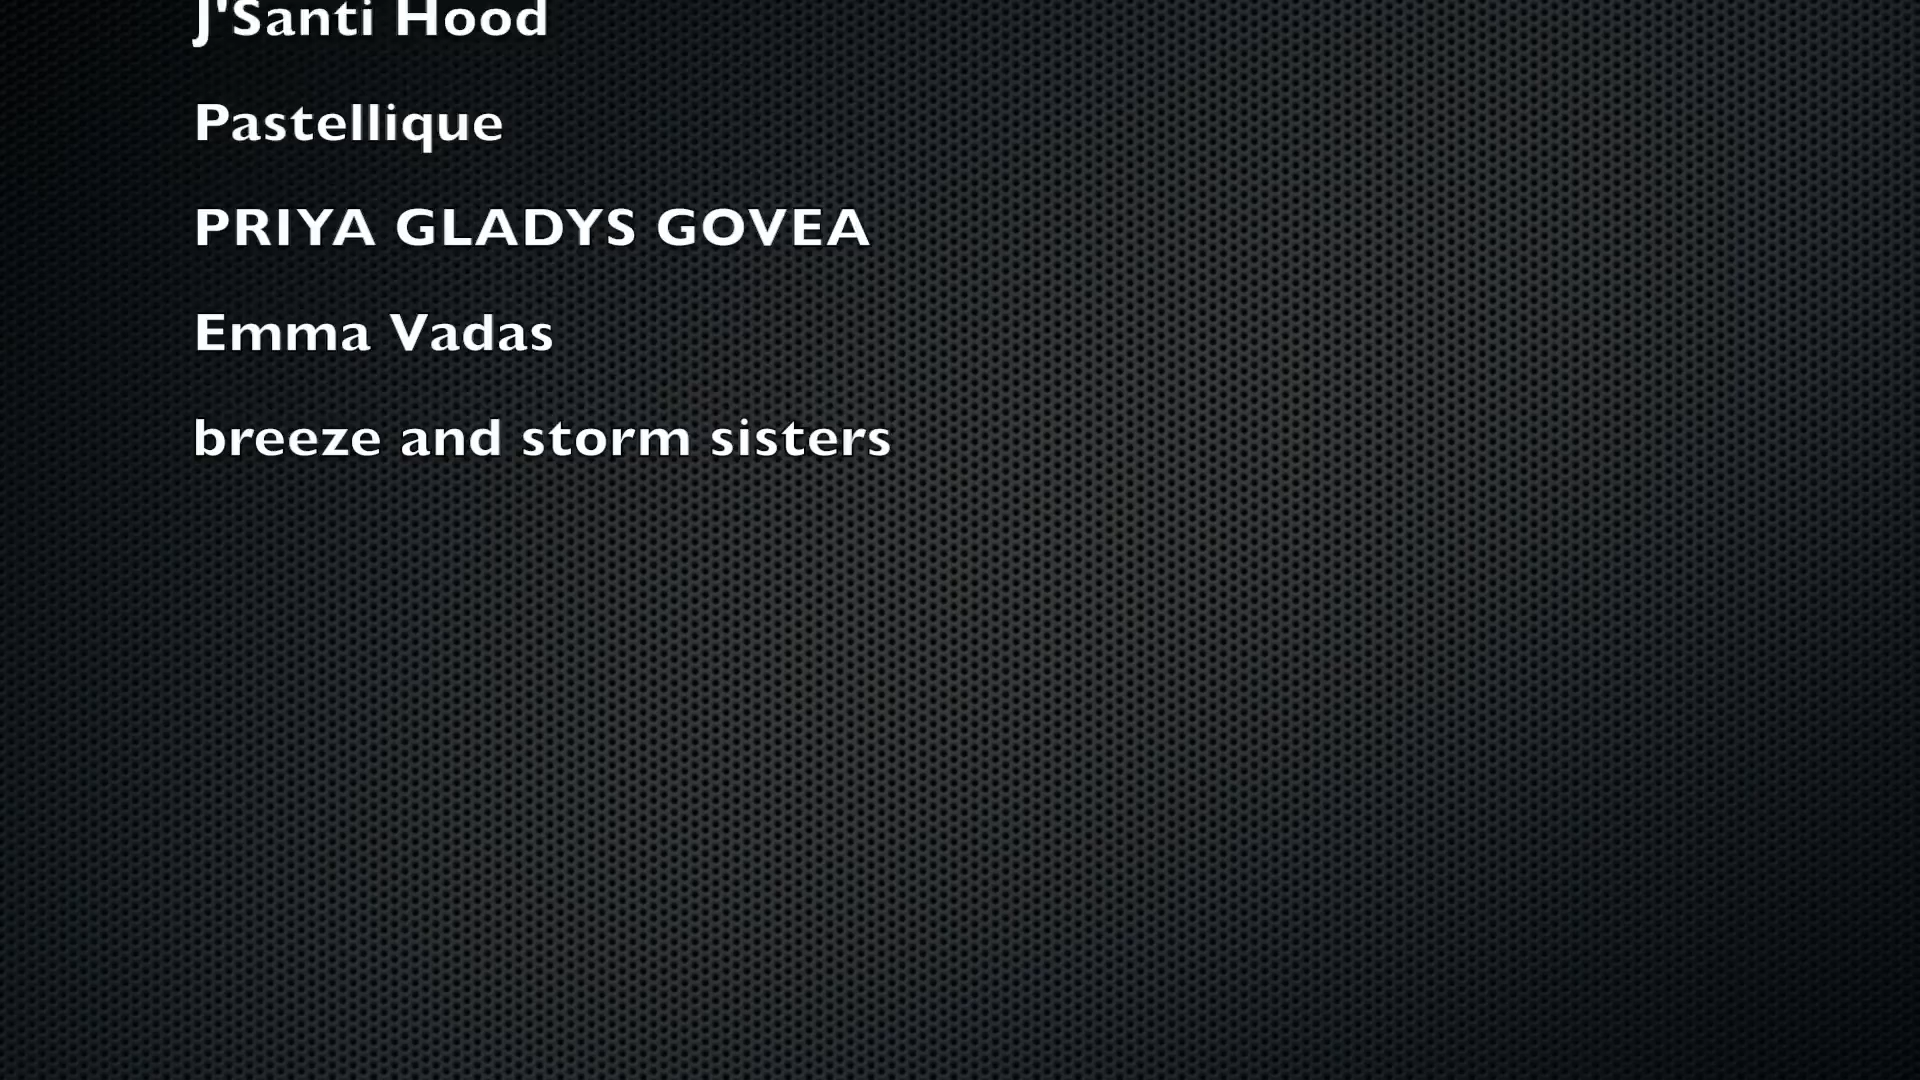 J'Santi Hood
Pastellique
PRIYA GLADYS GOVEA
Emma Vadas
breeze and storm sisters